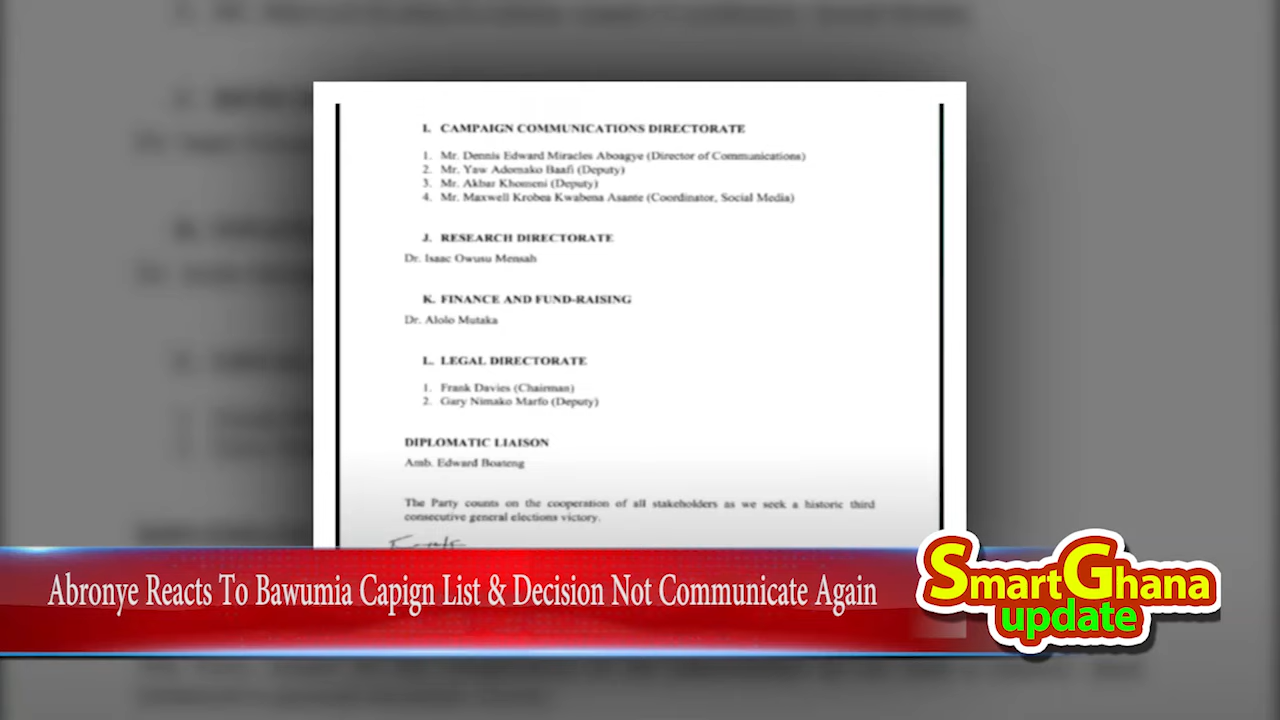 I. CAMPAIGN COMMUNICATIONS DIRECTORATE
1. Mr. Dennis Edward Miracles Aboagye (Director of Communications)
2. Mr. Yaw Adomako Baafi (Deputy)
3. Mr. Akbar Khomeni (Deputy)
4. Mr. Maxwell Krobea Kwabena Asante (Coordinator, Social Media)
J. RESEARCH DIRECTORATE
Dr. Isaac Owusu Mensah
K. FINANCE AND FUND-RAISING
Dr. Alolo Mutaka
L. LEGAL DIRECTORATE
1. Frank Davies (Chairman)
2. Gary Nimako Marfo (Deputy)
DIPLOMATIC LIAISON
Amb. Edward Boateng
The Party counts on the cooperation of all stakeholders as we seek a historic third
consecutive general elections victory.
Abronye Reacts To Bawumia Capign List & Decision Not Communicate Again
SmartGhana
update